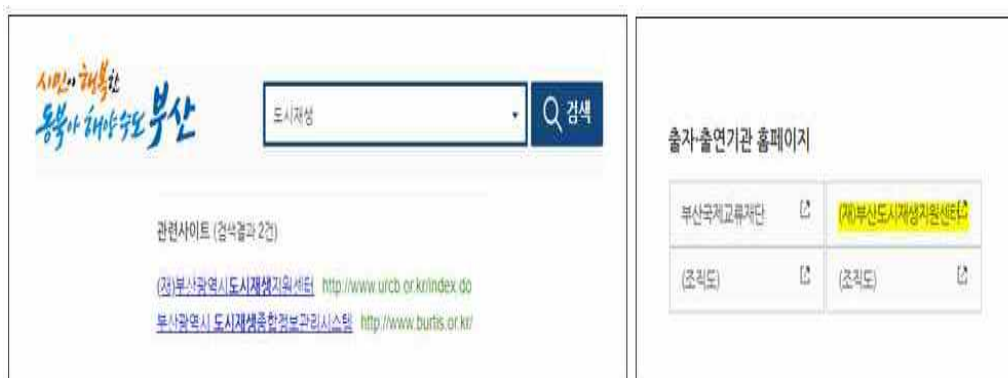 시민이 행복한
동북아 해양수도 부산
도시재생
검색
관련사이트 (검색결과 2건)
(재)부산광역시도시재생지원센터 http://www.urcb.or.kr/index.do
부산광역시 도시재생종합정보관리시스템 http://www.burtis.or.kr/
출자·출연기관 홈페이지
부산국제교류재단 (재)부산도시재생지원센터
(조직도) (조직도)